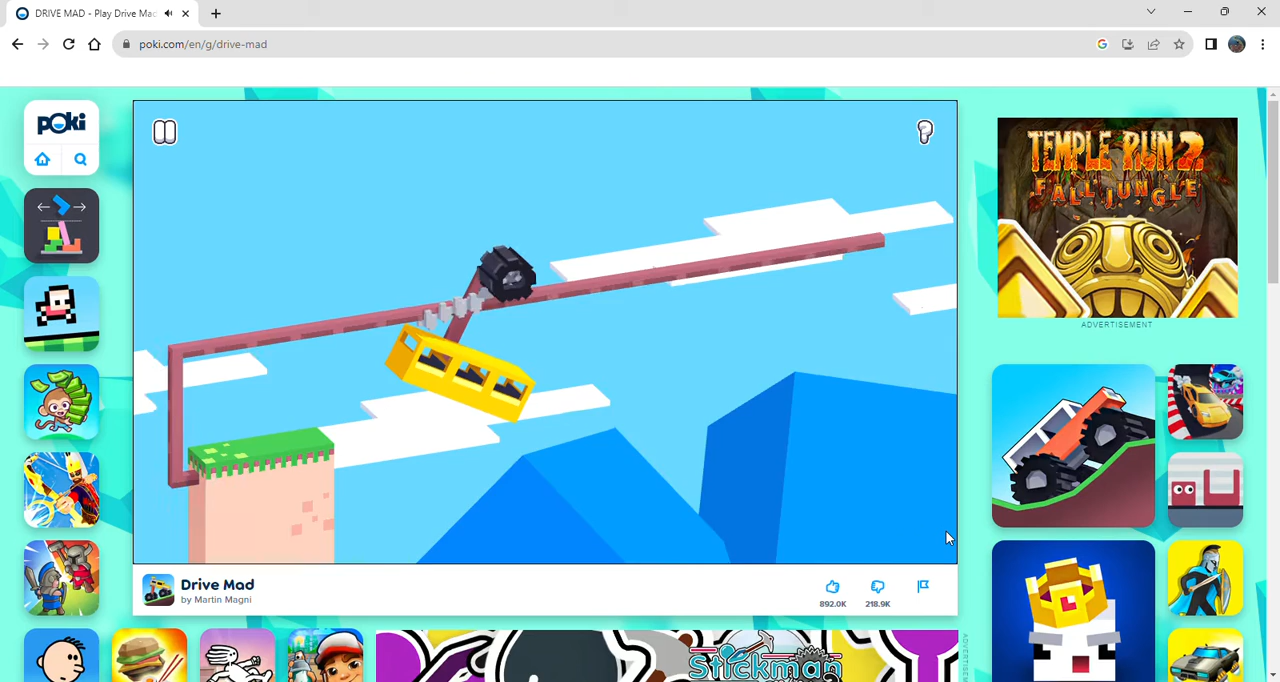 DRIVE MAD - Play Drive Mad
poki.com/en/g/drive-mad
G
poki
?
TEMPLE RUN 2
FALL JUNGLE
ADVERTISEMENT
Drive Mad
by Martin Magni
892.0K
218.9K
Stickman